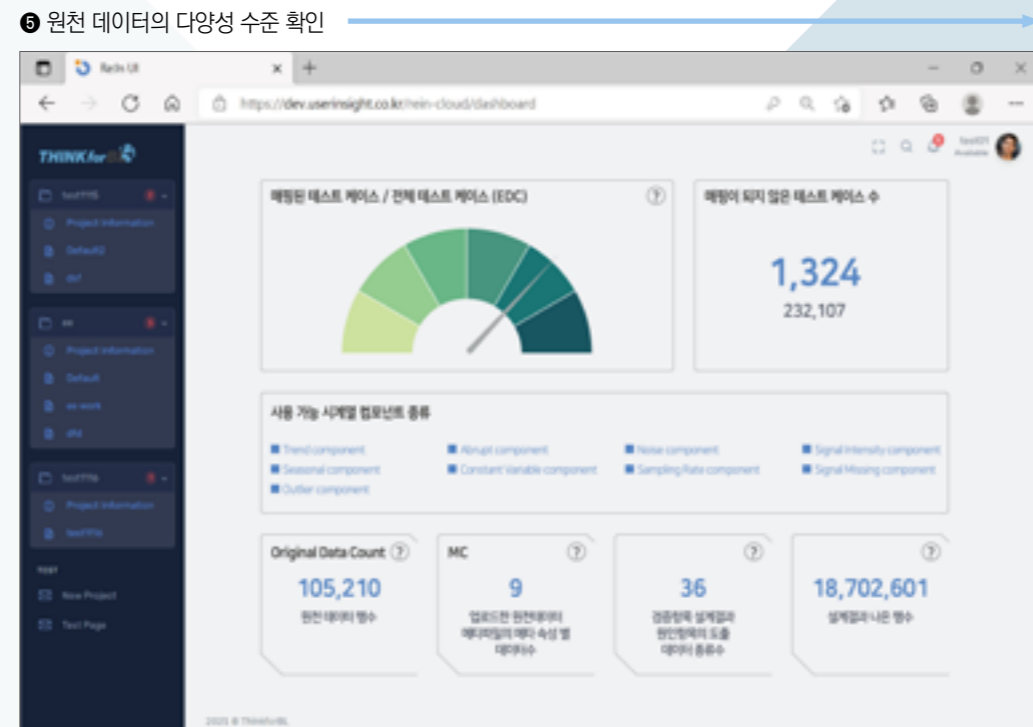 ❺ 원천 데이터의 다양성 수준 확인
https://dev.userinsight.co.kr/rein-cloud/dashboard
THINKforBL
test1115
Project Information
Default2
Project Information
Default
ex-work
test1116
Project Information
test1116
TEST
New Project
Test Page
test01
Available
매핑된 테스트 케이스 / 전체 테스트 케이스 (EDC)
매핑이 되지 않은 테스트 케이스 수
1,324
232,107
사용 가능 시계열 컴포넌트 종류
Trend component
Abrupt component
Noise component
Signal Intensity component
Seasonal component
Constant Variable component
Sampling Rate component
Signal Missing component
Outlier component
Original Data Count
105,210
원천 데이터 행수
MC
9
업로드한 원천데이터
메타파일의 메타 속성 별
데이터수
36
검증항목 설계결과
원인항목의 도출
데이터 종류수
18,702,601
설계결과 나온 행수